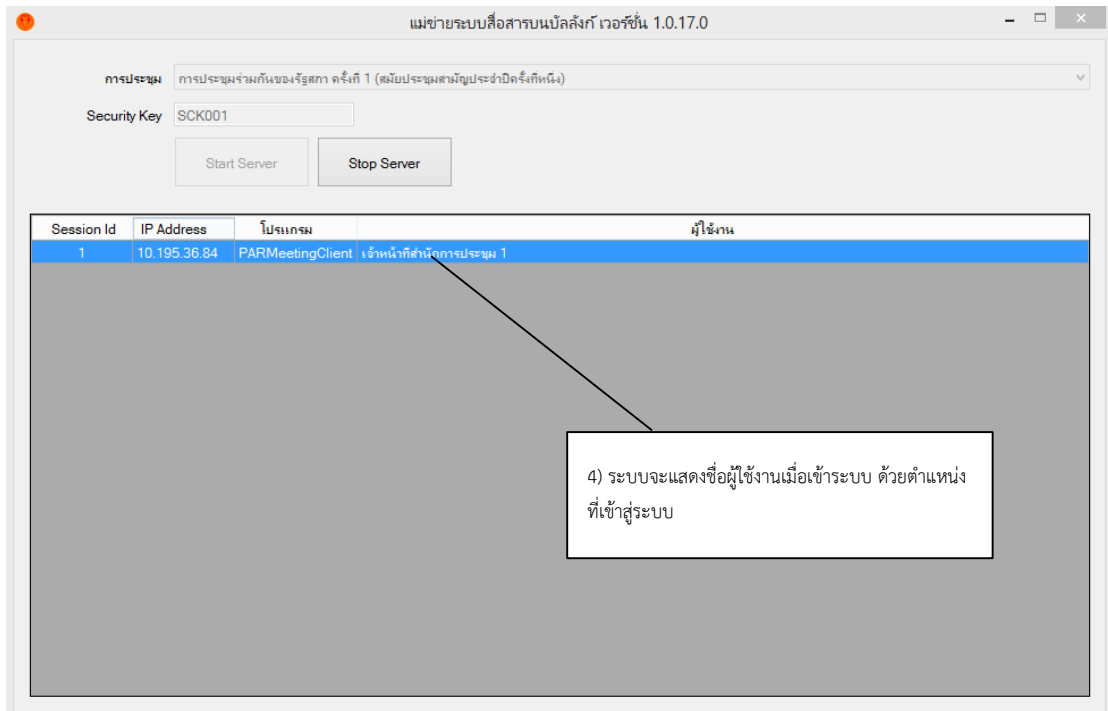 แม่ข่ายระบบสื่อสารบนบัลลังก์ เวอร์ชั่น 1.0.17.0
การประชุม การประชุมร่วมกันของรัฐสภา ครั้งที่ 1 (สมัยประชุมสามัญประจำปีครั้งที่หนึ่ง)
Security Key SCK001
Start Server Stop Server
Session Id IP Address โปรแกรม ผู้ใช้งาน
1 10.195.36.84 PARMeetingClient เจ้าหน้าที่สำนักการประชุม 1
4) ระบบจะแสดงชื่อผู้ใช้งานเมื่อเข้าระบบ ด้วยตำแหน่ง
ที่เข้าสู่ระบบ